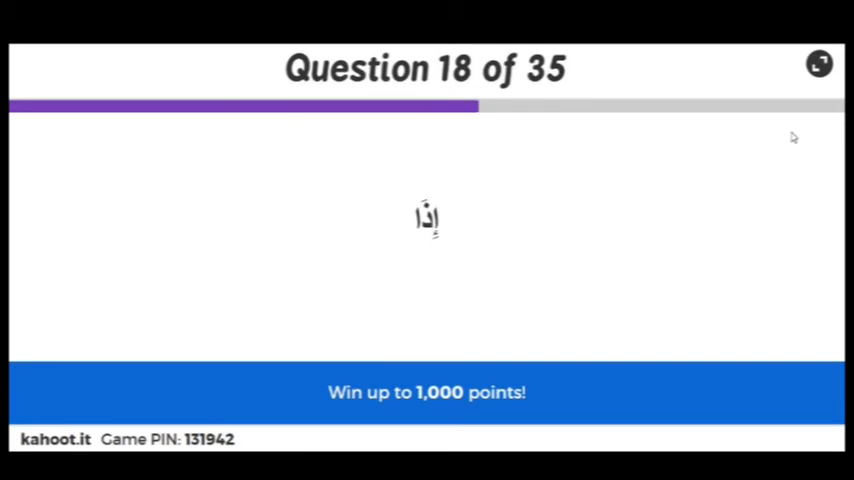 Question 18 of 35
إِذَا
Win up to 1,000 points!
kahoot.it Game PIN: 131942